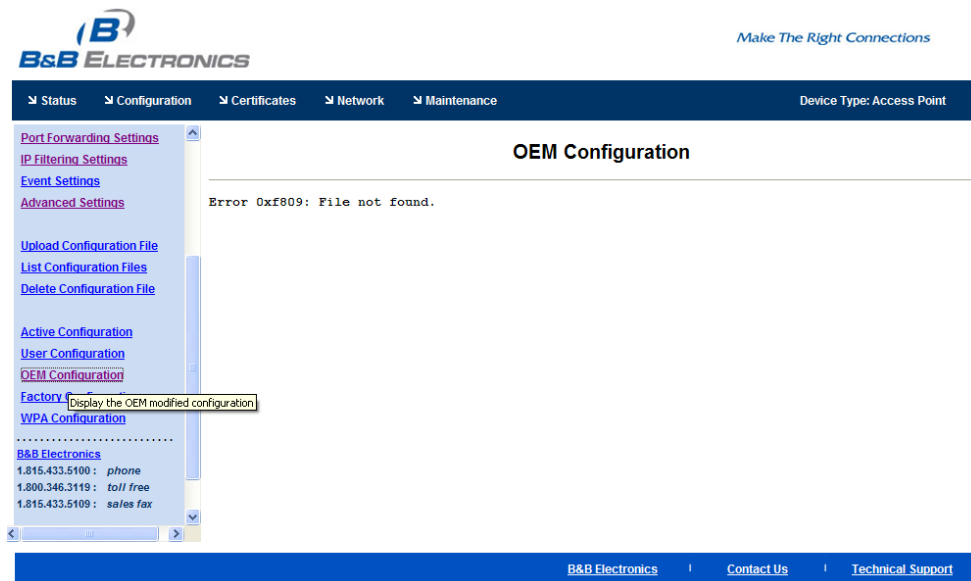 B
B&B ELECTRONICS
Make The Right Connections
Status Configuration Certificates Network Maintenance Device Type: Access Point
Port Forwarding Settings
IP Filtering Settings
Event Settings
Advanced Settings
Upload Configuration File
List Configuration Files
Delete Configuration File
Active Configuration
User Configuration
OEM Configuration
Factory
Display the OEM modified configuration
WPA Configuration
B&B Electronics
1.815.433.5100 : phone
1.800.346.3119 : toll free
1.815.433.5109 : sales fax
OEM Configuration
Error 0xf809: File not found.
B&B Electronics | Contact Us | Technical Support